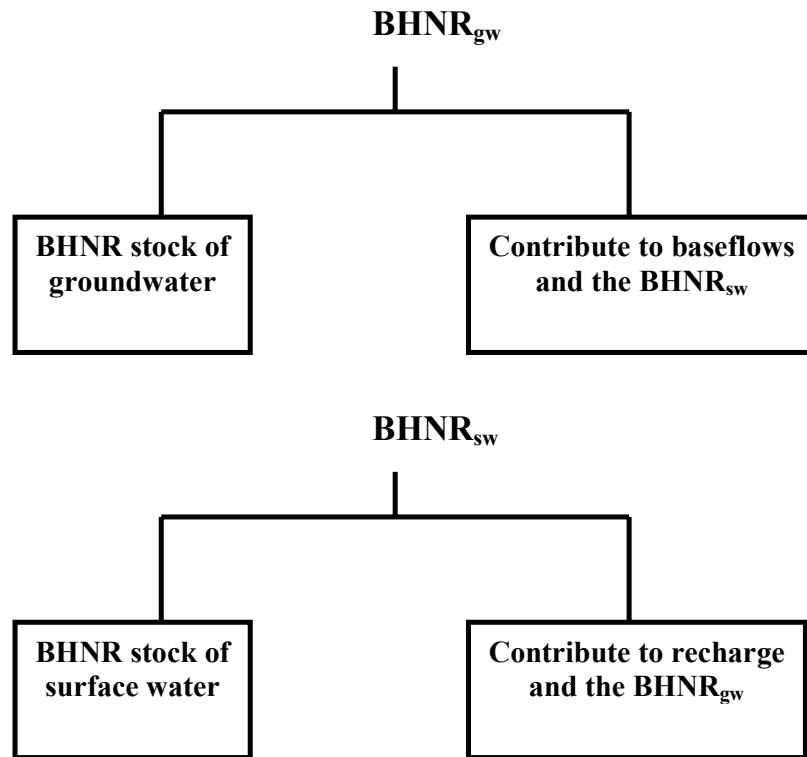 BHNRgw
BHNR stock of
groundwater
Contribute to baseflows
and the BHNRsw
BHNRsw
BHNR stock of
surface water
Contribute to recharge
and the BHNRgw